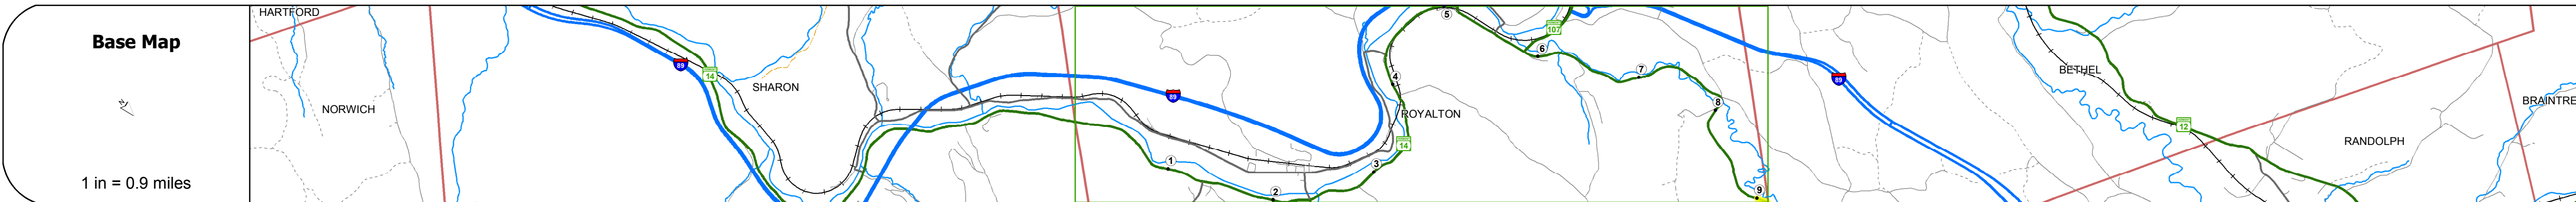 Base Map
N
1 in = 0.9 miles
HARTFORD
NORWICH
89
14
SHARON
89
1
2
3
14
ROYALTON
4
5
107
6
7
8
9
89
BETHEL
12
RANDOLPH
BRAINTRE